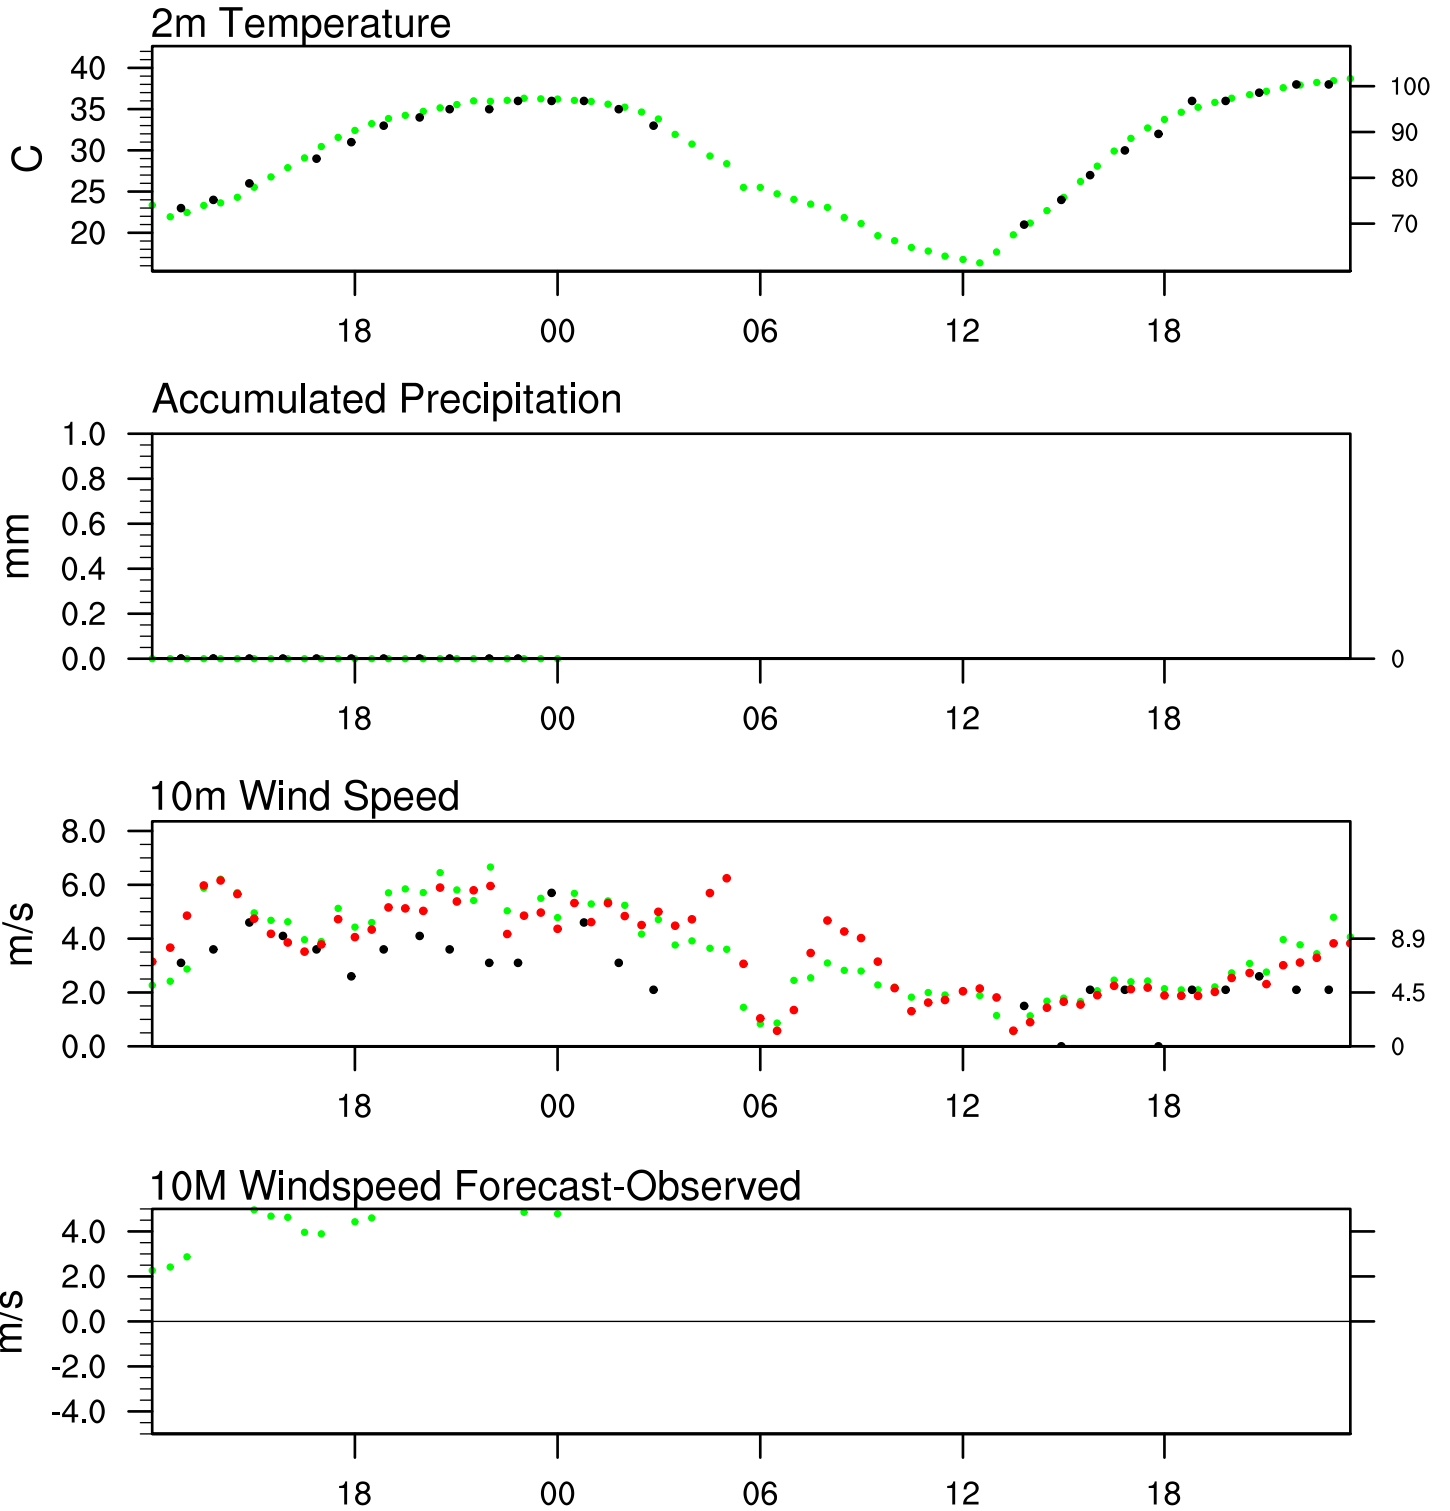 2m Temperature
40
35
30
25
20
C
100
90
80
70
18 00 06 12 18
Accumulated Precipitation
1.0
0.8
0.6
0.4
0.2
0.0
mm
0
18 00 06 12 18
10m Wind Speed
8.0
6.0
4.0
2.0
0.0
m/s
8.9
4.5
0
18 00 06 12 18
10M Windspeed Forecast-Observed
4.0
2.0
0.0
-2.0
-4.0
m/s
18 00 06 12 18